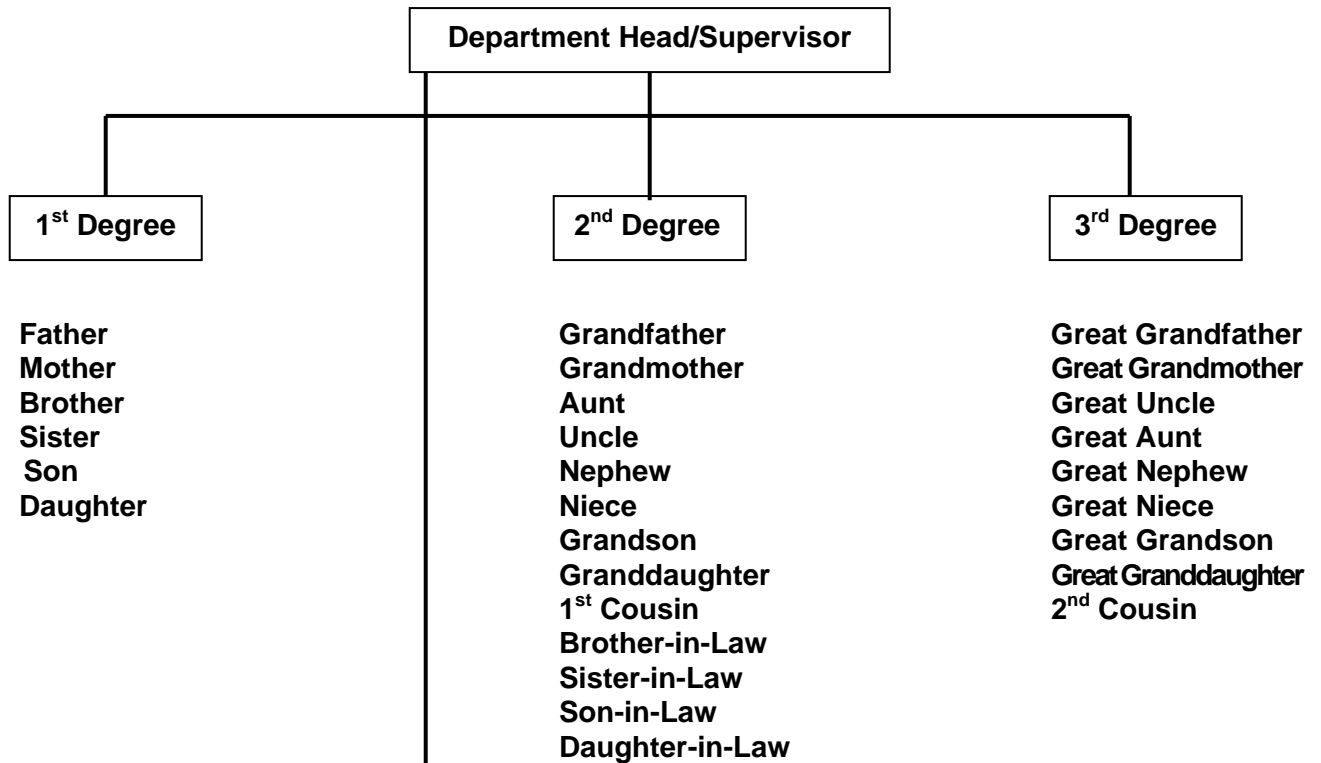 Department Head/Supervisor
1st Degree
2nd Degree
3rd Degree
Father
Mother
Brother
Sister
Son
Daughter
Grandfather
Grandmother
Aunt
Uncle
Nephew
Niece
Grandson
Granddaughter
1st Cousin
Brother-in-Law
Sister-in-Law
Son-in-Law
Daughter-in-Law
Great Grandfather
Great Grandmother
Great Uncle
Great Aunt
Great Nephew
Great Niece
Great Grandson
Great Granddaughter
2nd Cousin